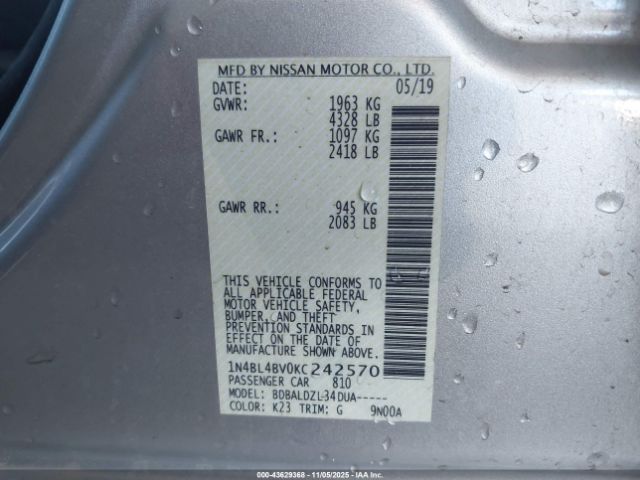 MFD BY NISSAN MOTOR CO., LTD.
DATE: 05/19
GVWR: 1963 KG
4328 LB
GAWR FR.: 1097 KG
2418 LB
GAWR RR.: 945 KG
2083 LB
THIS VEHICLE CONFORMS TO
ALL APPLICABLE FEDERAL
MOTOR VEHICLE SAFETY,
BUMPER, AND THEFT
PREVENTION STANDARDS IN
EFFECT ON THE DATE OF
MANUFACTURE SHOWN ABOVE.
1N4BL4BV0KC242570
PASSENGER CAR 810
MODEL: BDBALDZL34DUA-----
COLOR: K23 TRIM: G 9N00A
000-43629368 - 11/05/2025 - ©IAAI.COM